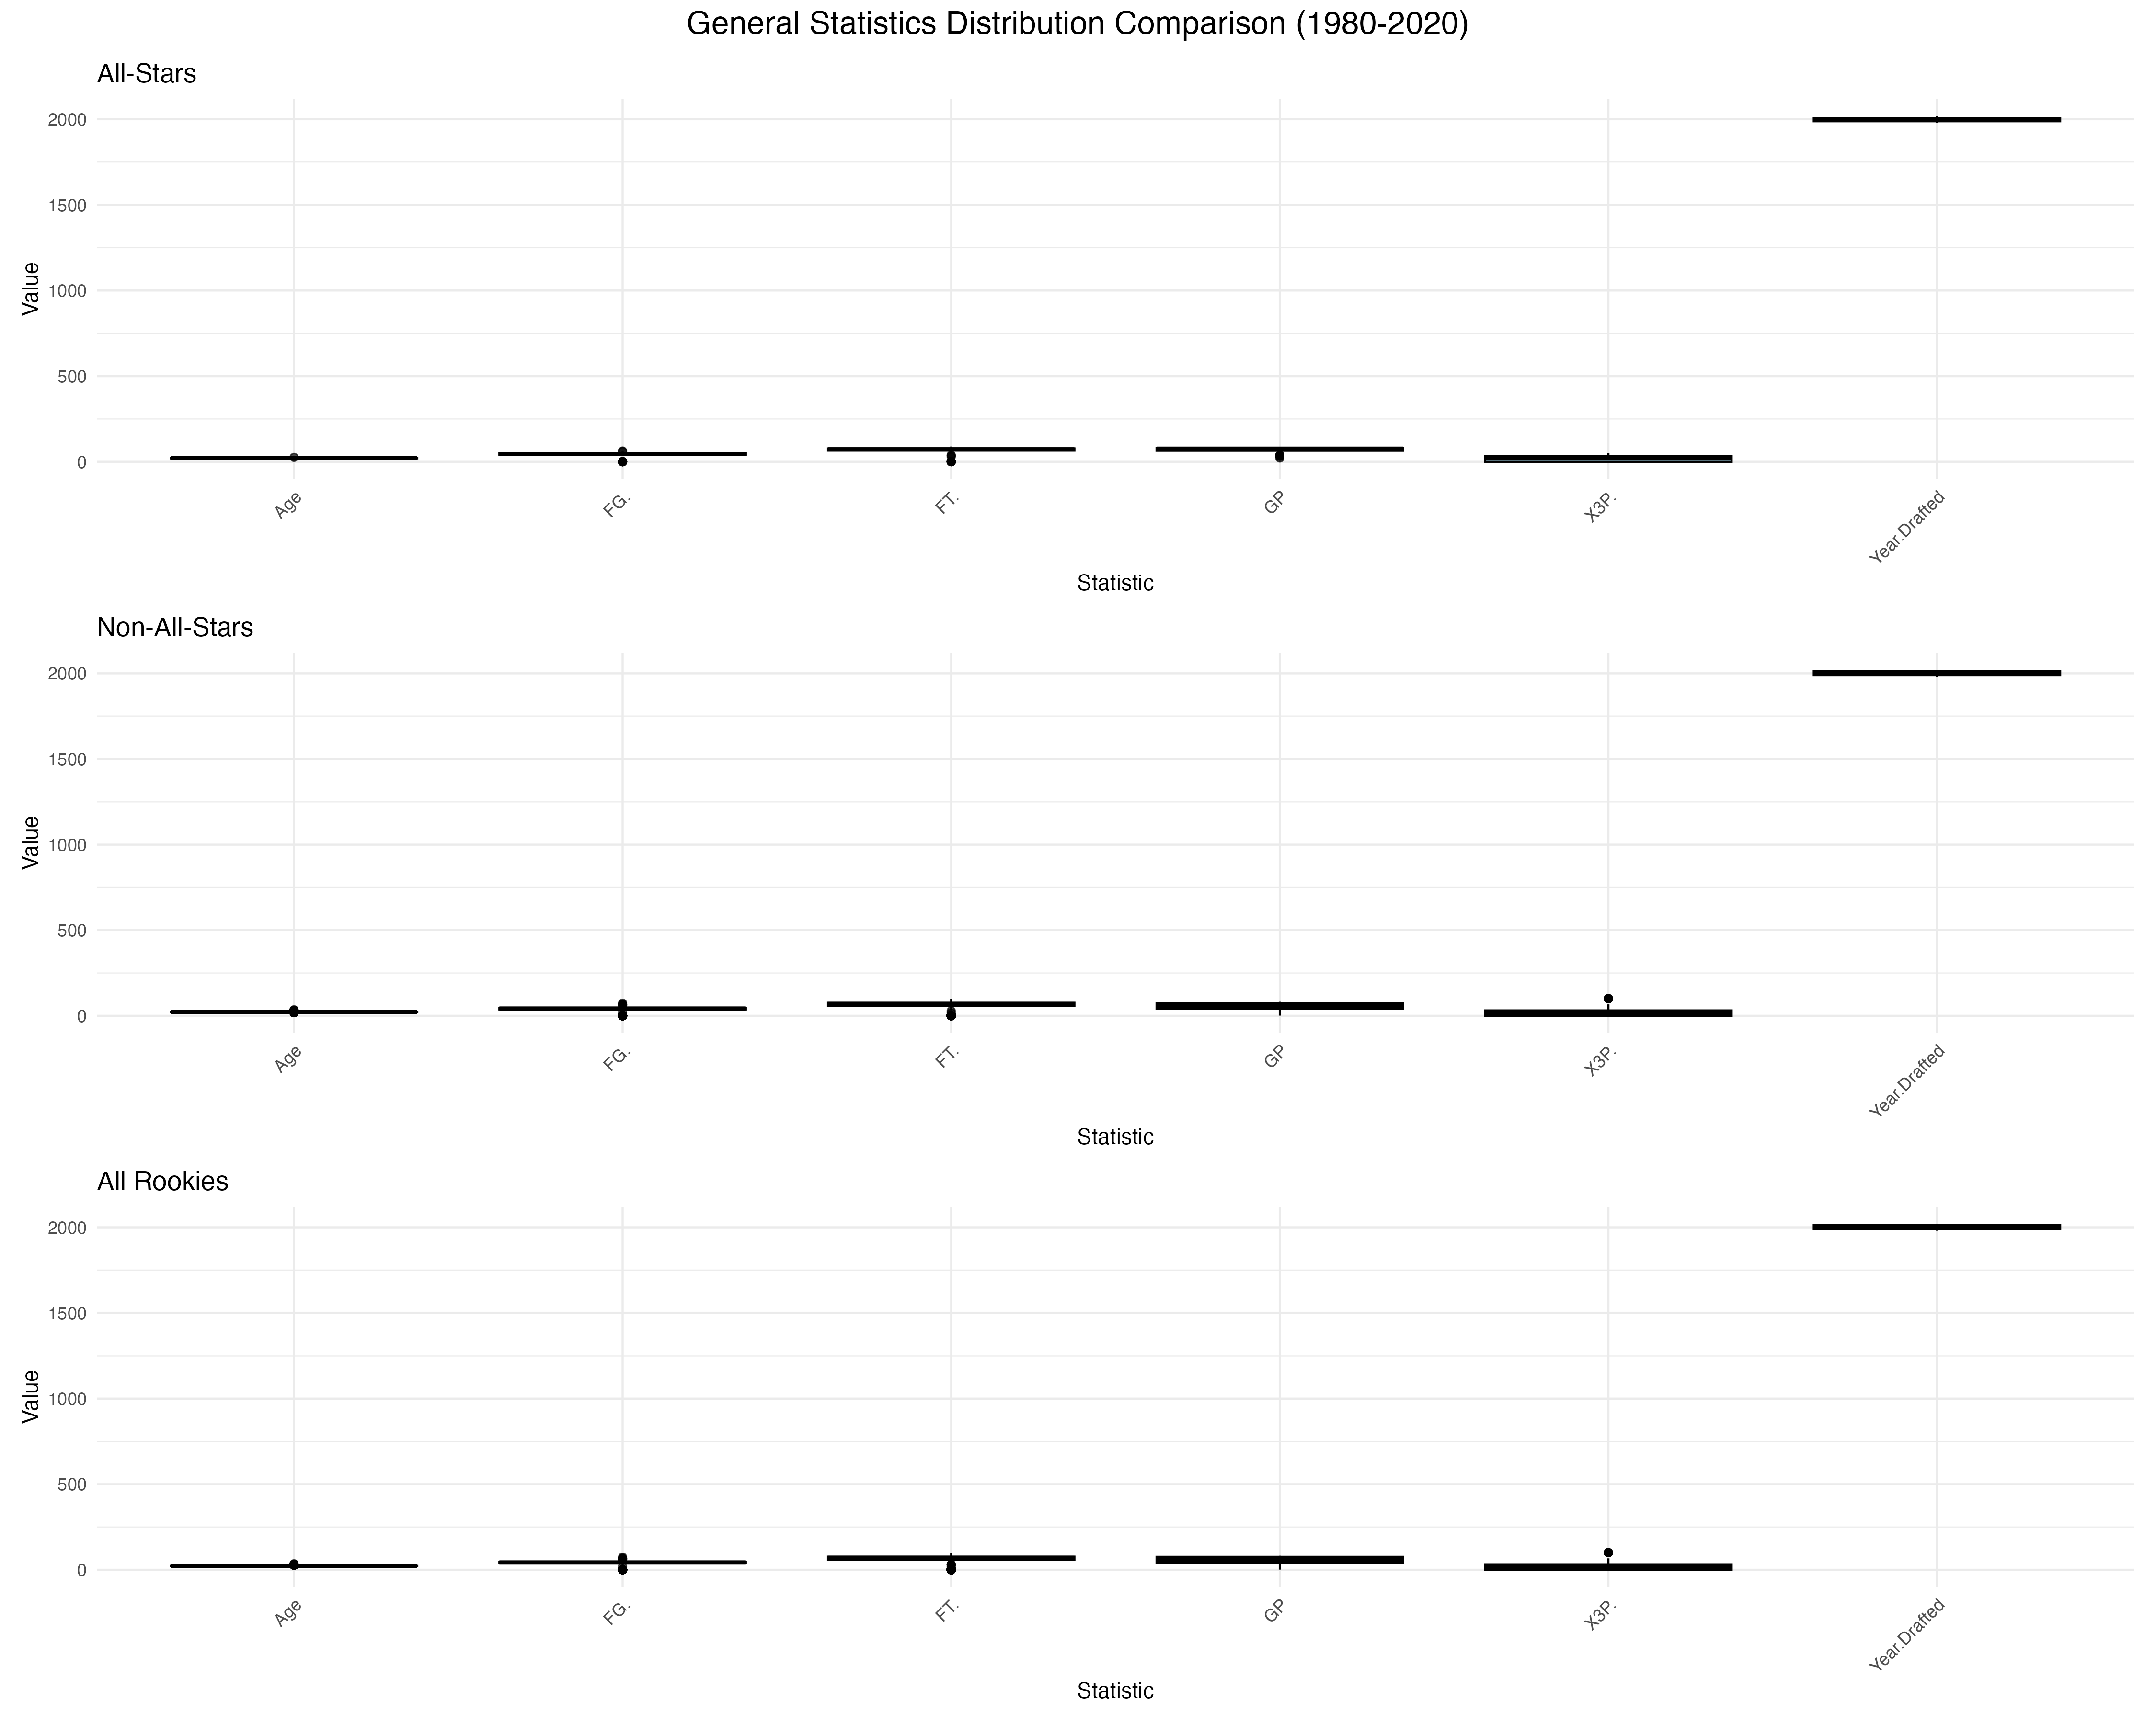 General Statistics Distribution Comparison (1980-2020)
All-Stars
2000
1500
1000
500
0
Value
Age
FG.
FT.
GP
X3P.
Year.Drafted
Statistic
Non-All-Stars
2000
1500
1000
500
0
Value
Age
FG.
FT.
GP
X3P.
Year.Drafted
Statistic
All Rookies
2000
1500
1000
500
0
Value
Age
FG.
FT.
GP
X3P.
Year.Drafted
Statistic